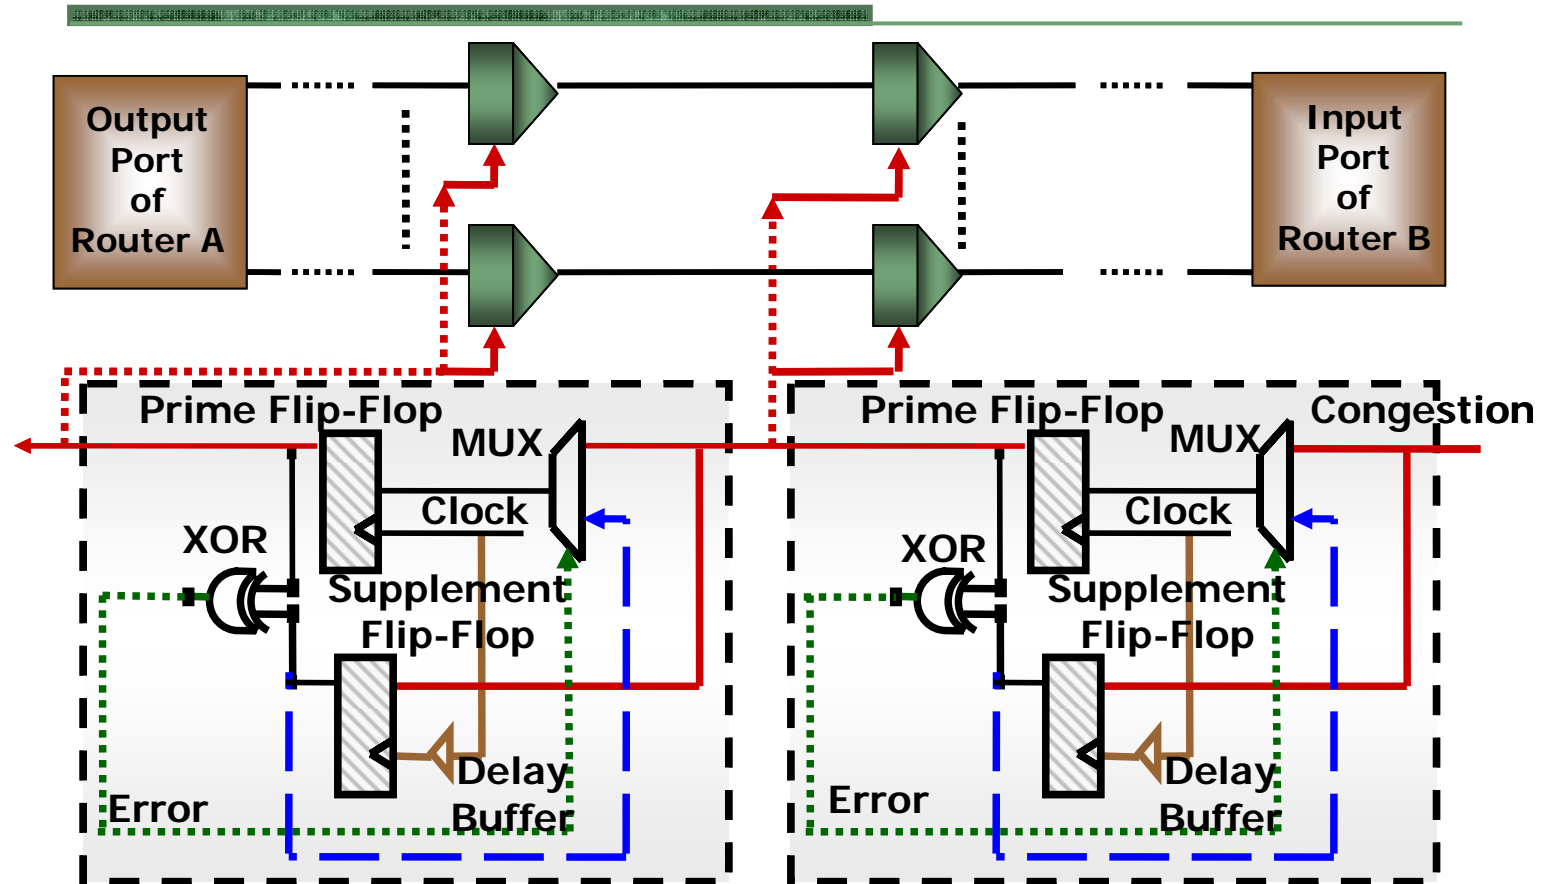 Output
Port
of
Router A
Input
Port
of
Router B
Prime Flip-Flop
MUX
Clock
XOR
Supplement
Flip-Flop
Delay
Buffer
Error
Prime Flip-Flop
Congestion
MUX
Clock
XOR
Supplement
Flip-Flop
Delay
Buffer
Error